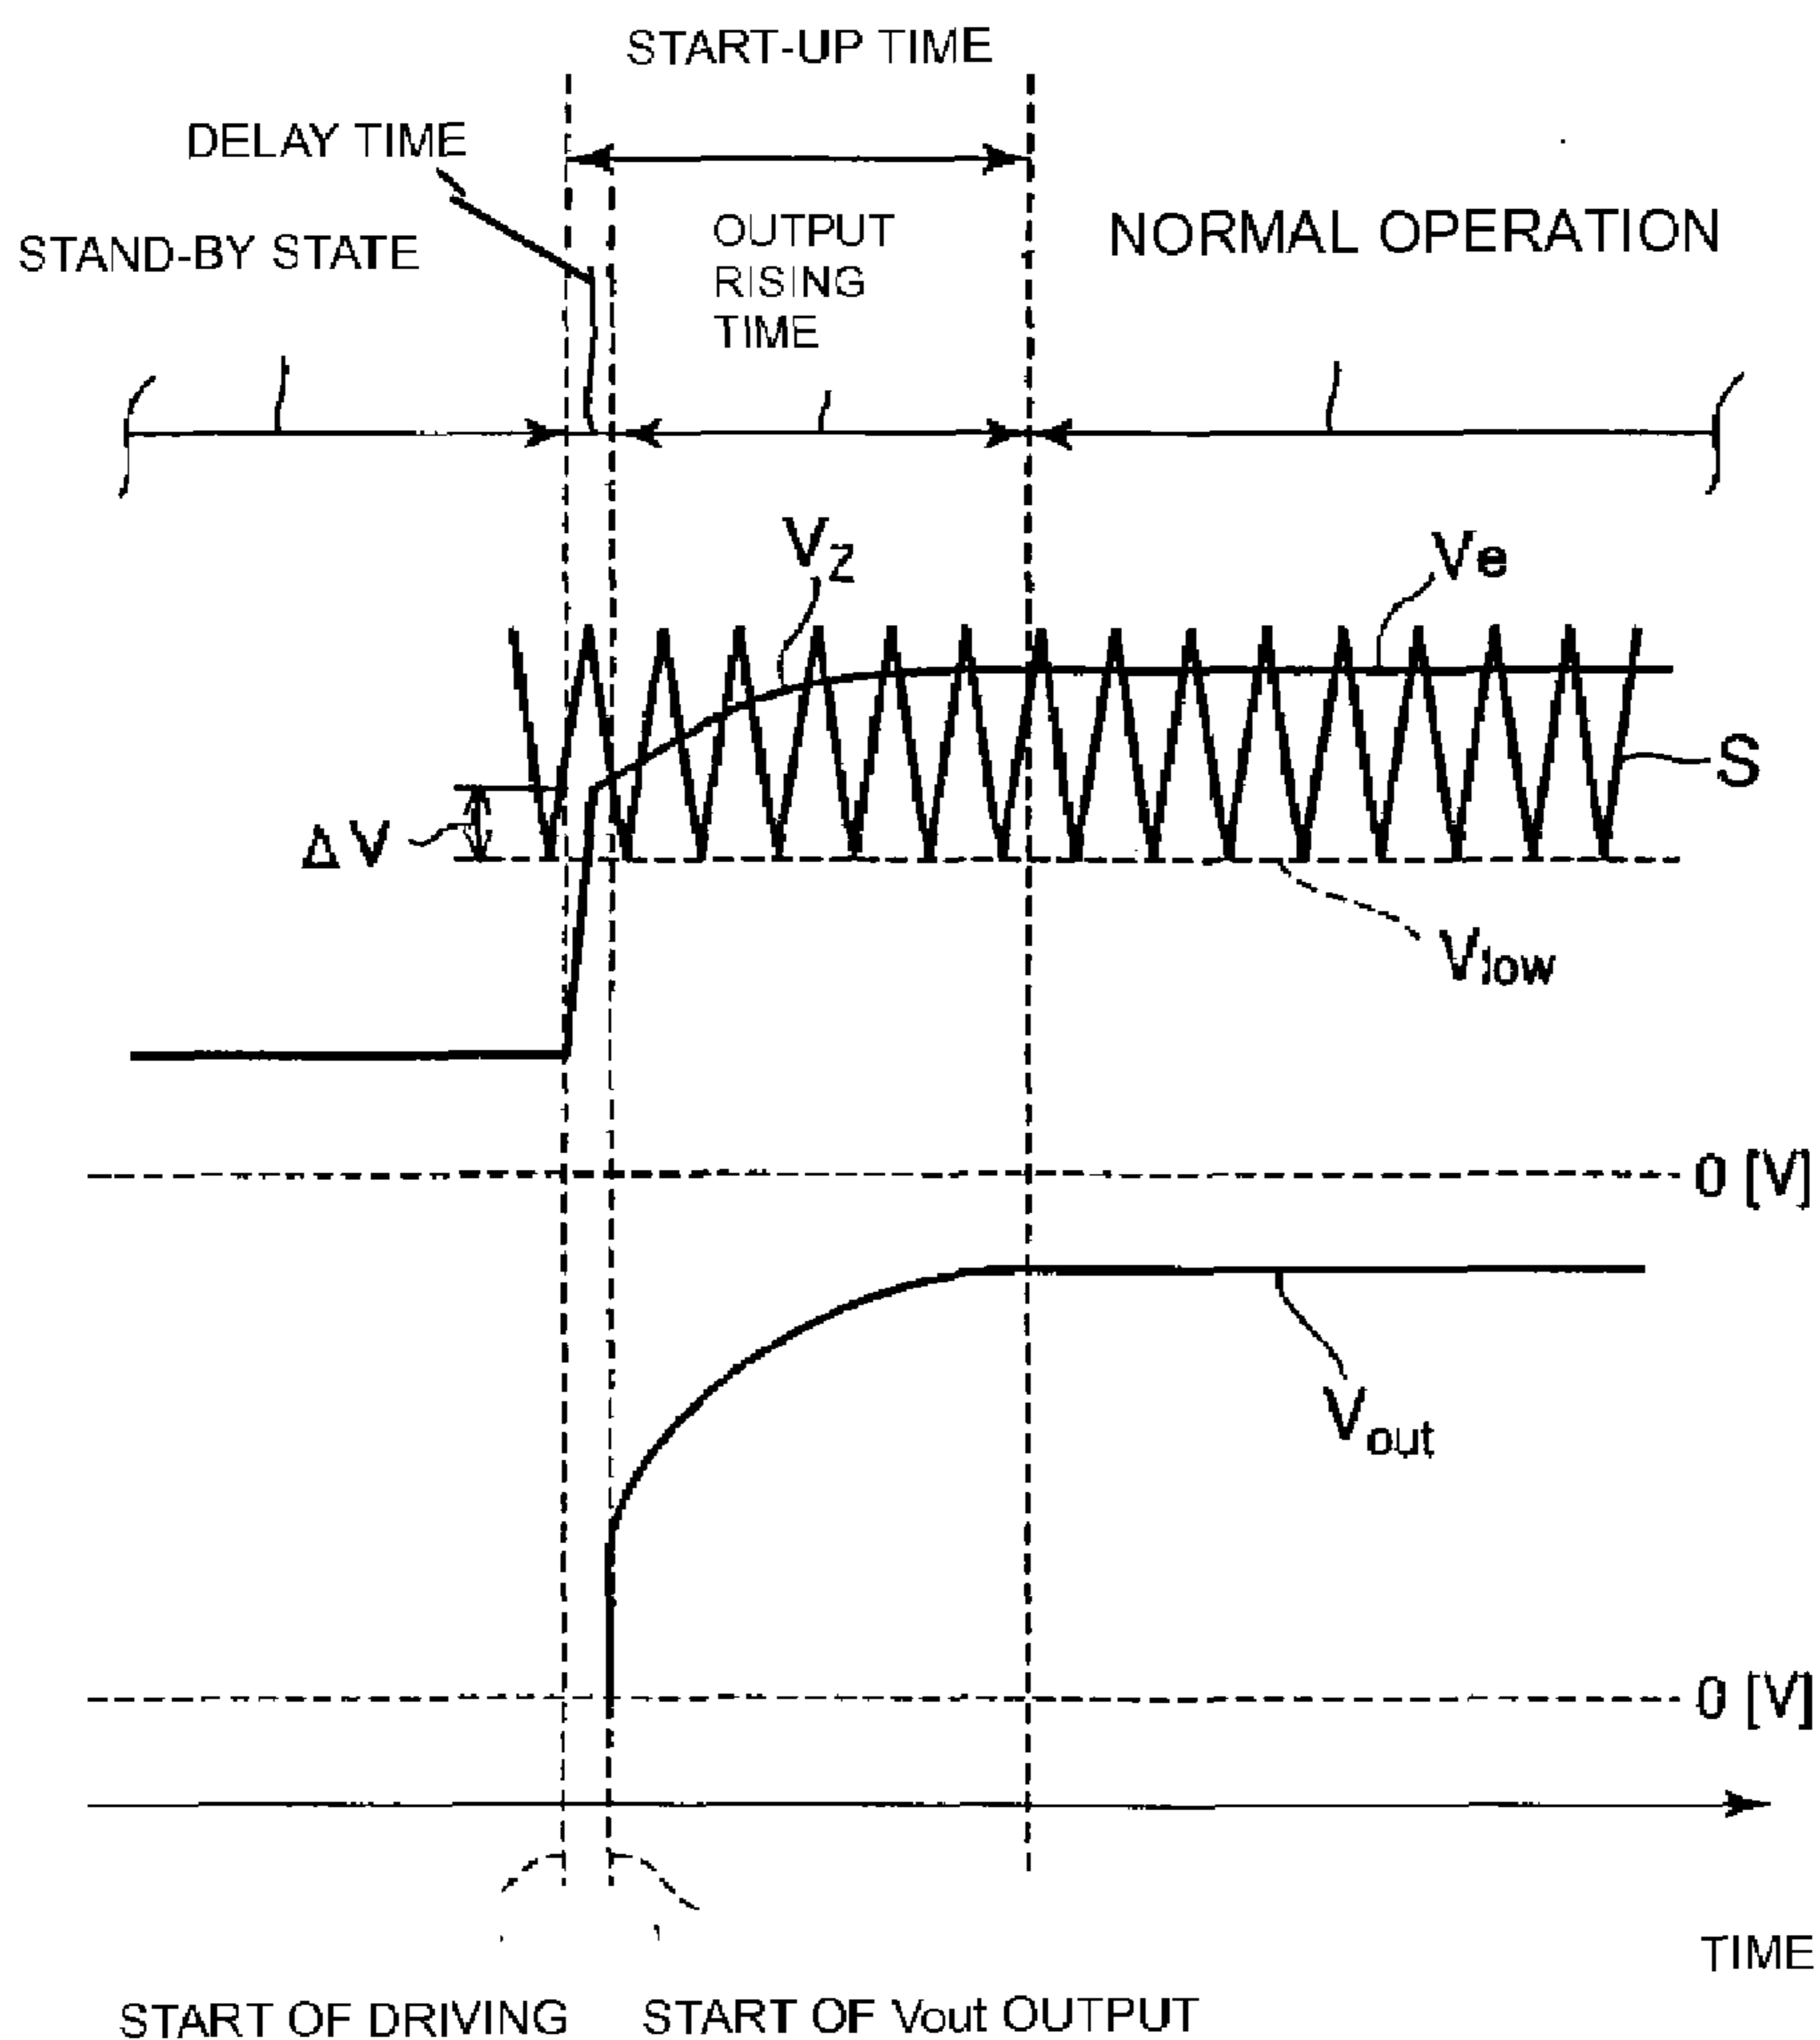 START-UP TIME
DELAY TIME
STAND-BY STATE
OUTPUT
RISING
TIME
NORMAL OPERATION
Vz
Ve
S
ΔV
Vlow
0 [V]
Vout
0 [V]
TIME
START OF DRIVING
START OF Vout OUTPUT